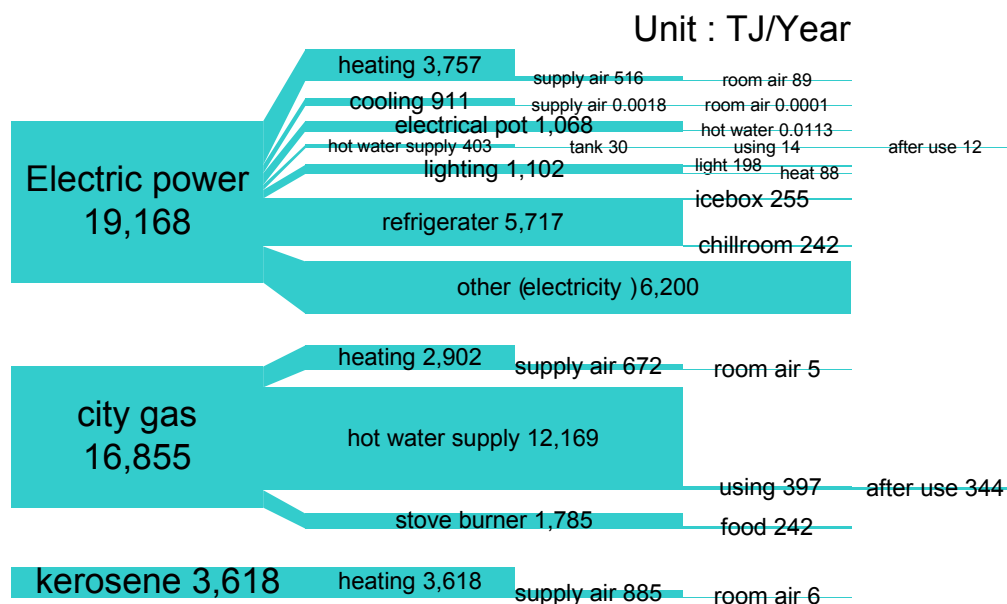 Unit : TJ/Year
Electric power
19,168
heating 3,757
supply air 516
room air 89
cooling 911
supply air 0.0018
room air 0.0001
electrical pot 1,068
hot water 0.0113
hot water supply 403
tank 30
using 14
after use 12
lighting 1,102
light 198
heat 88
refrigerater 5,717
icebox 255
chillroom 242
other (electricity ) 6,200
city gas
16,855
heating 2,902
supply air 672
room air 5
hot water supply 12,169
using 397
after use 344
stove burner 1,785
food 242
kerosene 3,618
heating 3,618
supply air 885
room air 6